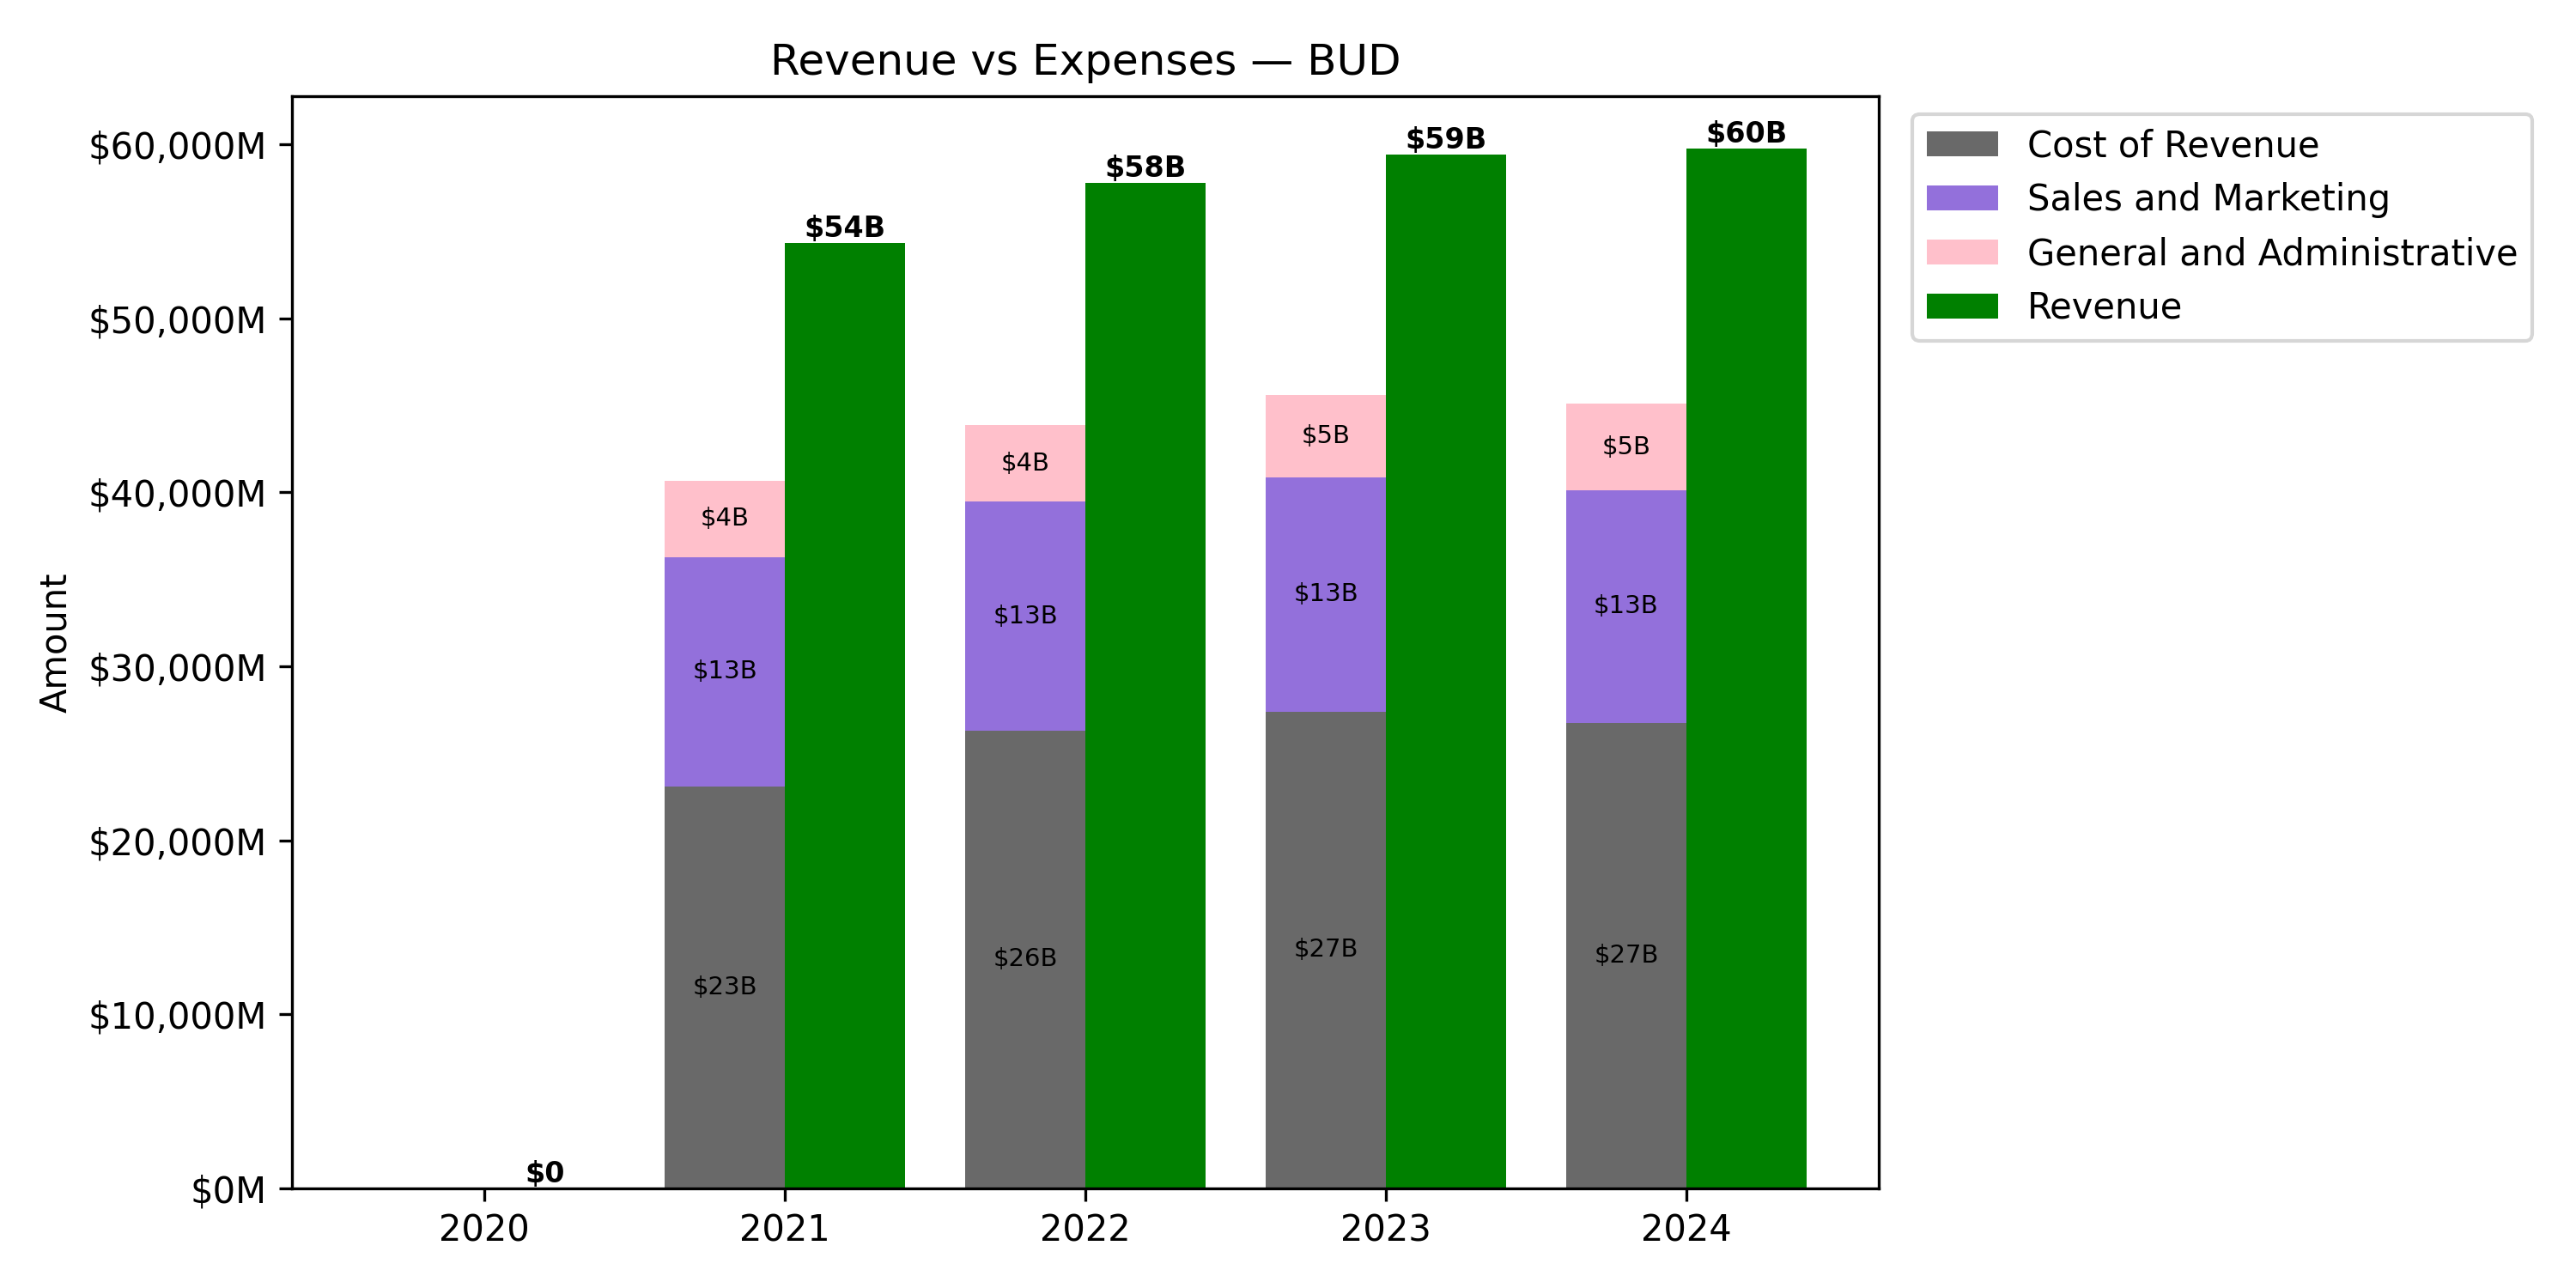 Revenue vs Expenses — BUD
Amount
$60,000M
$50,000M
$40,000M
$30,000M
$20,000M
$10,000M
$0M
$0
$54B
$4B
$13B
$23B
$58B
$4B
$13B
$26B
$59B
$5B
$13B
$27B
$60B
$5B
$13B
$27B
2020 2021 2022 2023 2024
Cost of Revenue
Sales and Marketing
General and Administrative
Revenue